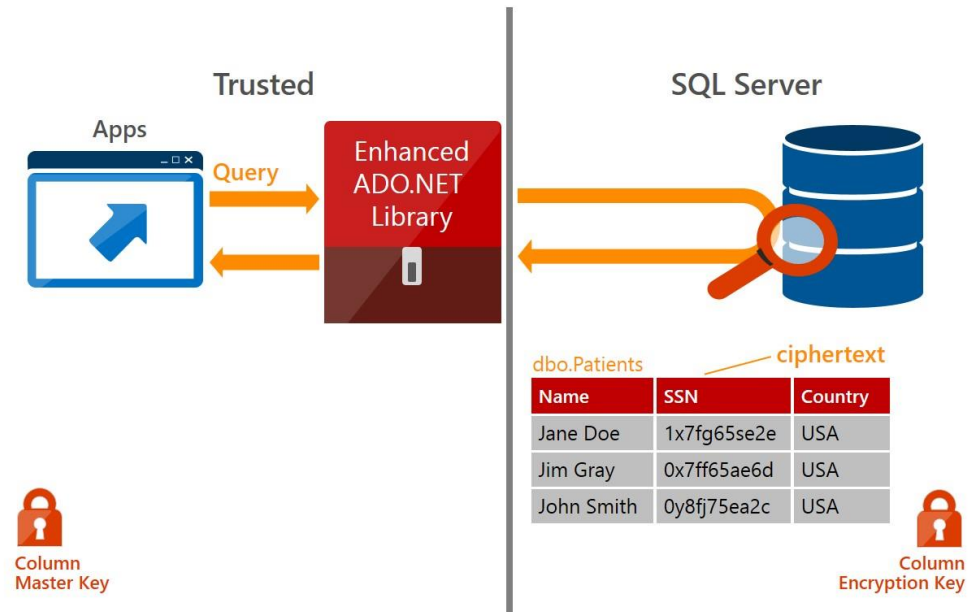 Trusted
Apps
Query
Enhanced
ADO.NET
Library
Column
Master Key
SQL Server
ciphertext
dbo.Patients
Name SSN Country
Jane Doe 1x7fg65se2e USA
Jim Gray 0x7ff65ae6d USA
John Smith 0y8fj75ea2c USA
Column
Encryption Key